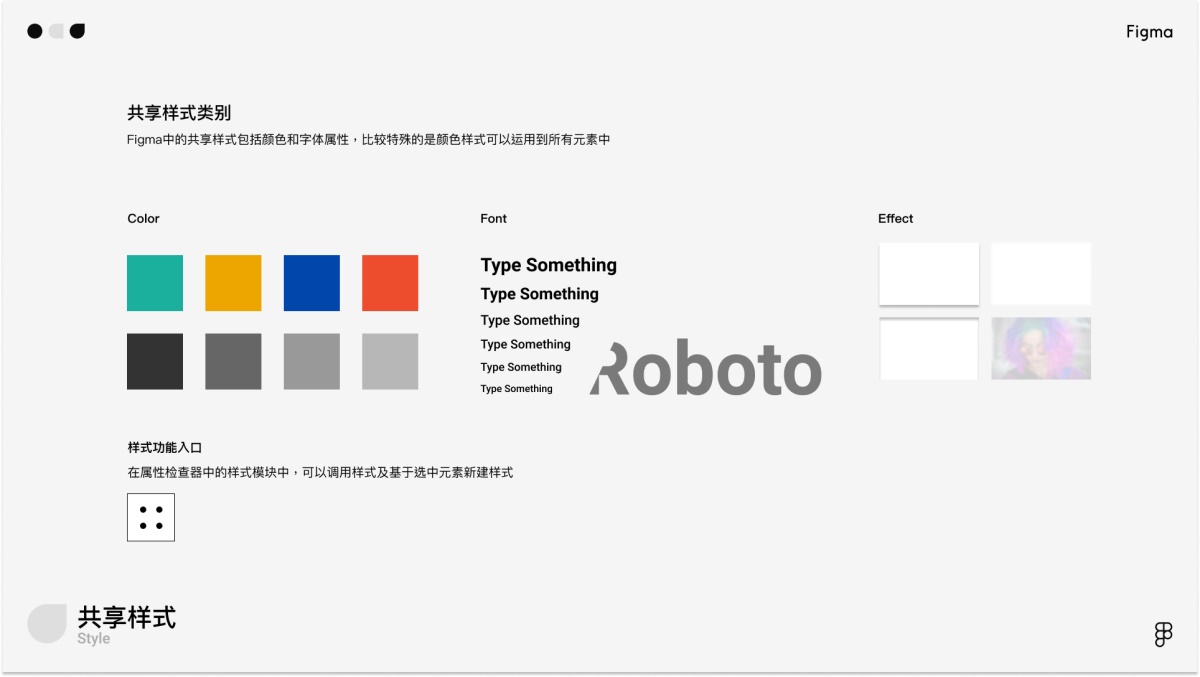 Figma
共享样式类别
Figma中的共享样式包括颜色和字体属性，比较特殊的是颜色样式可以运用到所有元素中
Color
Font
Effect
Type Something
Type Something
Type Something
Type Something
Type Something
Type Something
Roboto
样式功能入口
在属性检查器中的样式模块中，可以调用样式及基于选中元素新建样式
共享样式
Style